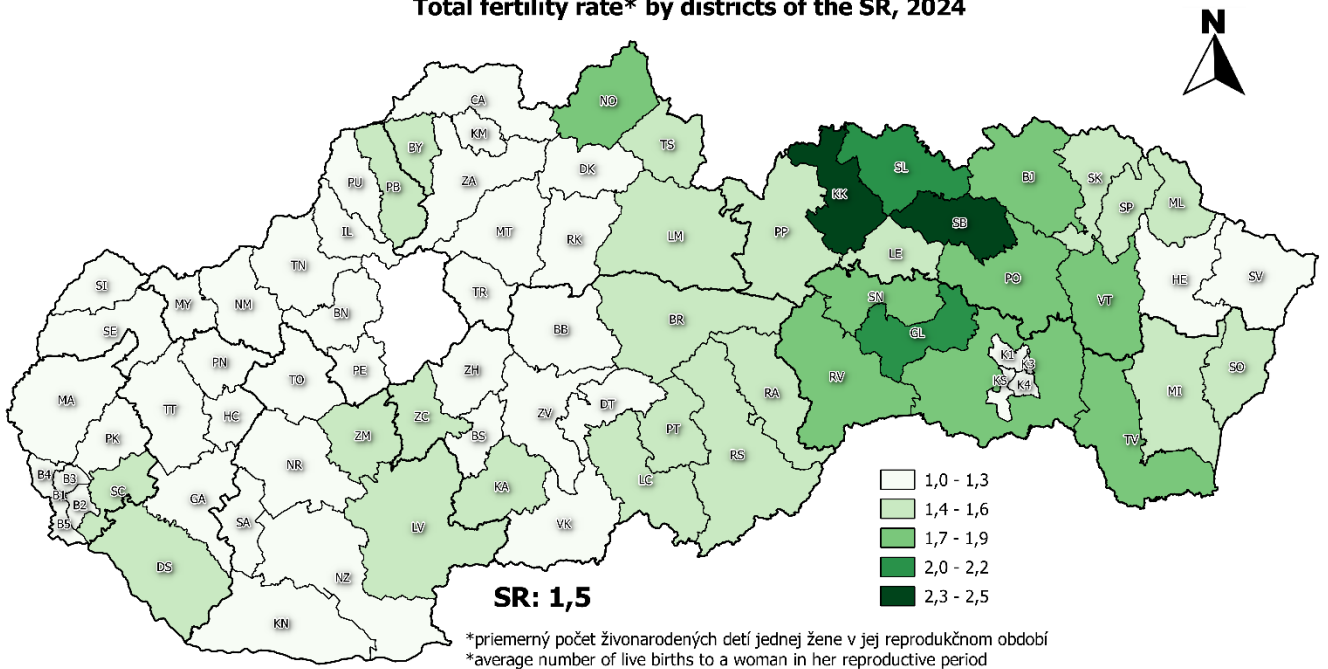 Total fertility rate* by districts of the SR, 2024
N
CA
NO
KM
BY
TS
DK
PU
PB
ZA
KK
SL
BJ
SK
SP
ML
IL
MT
RK
LM
PP
SB
LE
TN
SI
MY
NM
BN
TR
PO
HE
SV
SN
VT
SE
BB
BR
GL
PN
PE
ZH
K1
K3
KS
K4
SO
TO
RV
MA
TT
HC
DT
ZV
RA
MI
PK
ZM
ZC
BS
PT
TV
NR
RS
B4
B3
B1
B2
B5
SC
GA
SA
KA
LC
LV
VK
DS
NZ
KN
1,0 - 1,3
1,4 - 1,6
1,7 - 1,9
2,0 - 2,2
2,3 - 2,5
SR: 1,5
*priemerný počet živonarodených detí jednej žene v jej reprodukčnom období
*average number of live births to a woman in her reproductive period